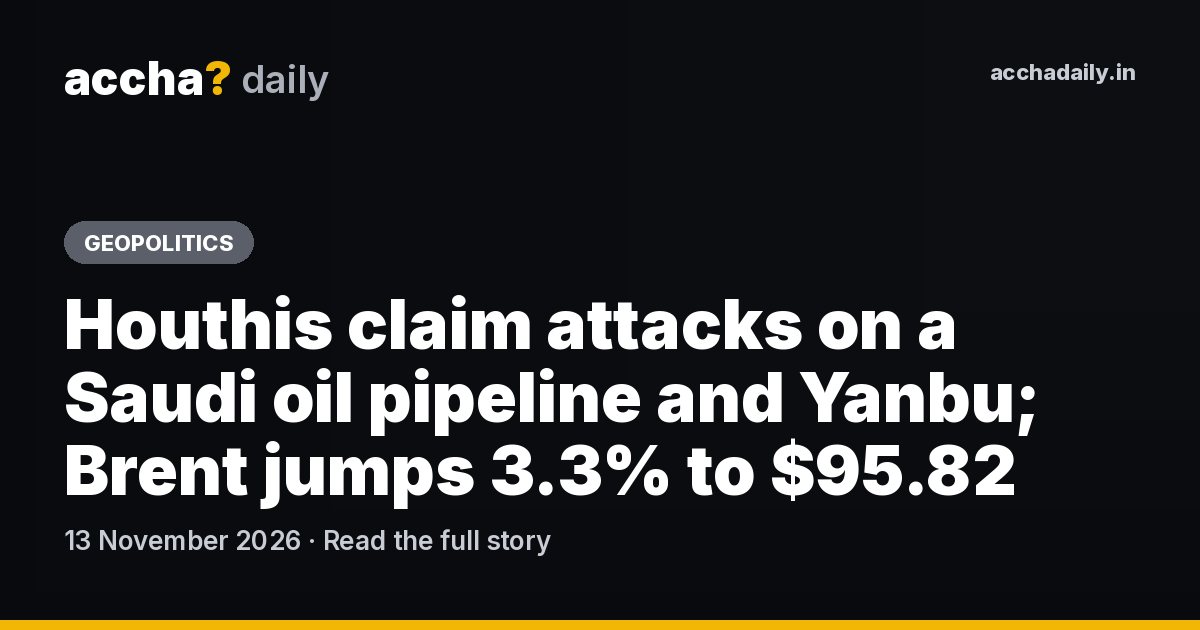 accha? daily
acchadaily.in
GEOPOLITICS
Houthis claim attacks on a
Saudi oil pipeline and Yanbu;
Brent jumps 3.3% to $95.82
13 November 2026 · Read the full story